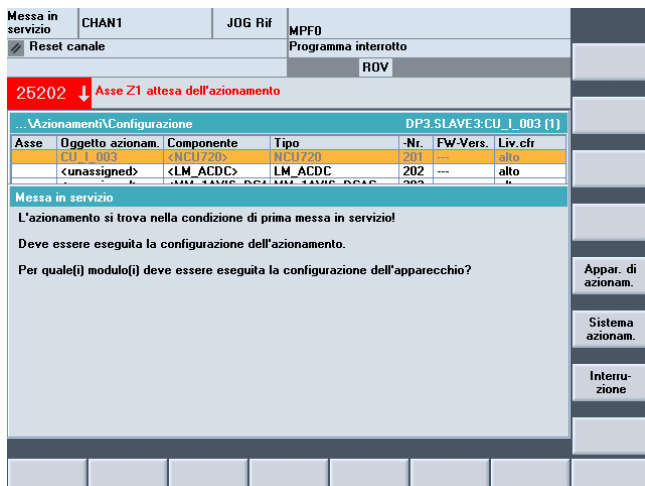 Messa in
servizio
CHAN1
JOG Rif
MPF0
Reset canale
Programma interrotto
ROV
25202 Asse Z1 attesa dell'azionamento
...\Azionamenti\Configurazione DP3.SLAVE3:CU_I_003 (1)
Asse Oggetto azionam. Componente Tipo -Nr. FW-Vers. Liv.cfr
CU_I_003 <NCU720> NCU720 201 --- alto
<unassigned> <LM_ACDC> LM_ACDC 202 --- alto
Messa in servizio
L'azionamento si trova nella condizione di prima messa in servizio!
Deve essere eseguita la configurazione dell'azionamento.
Per quale(i) modulo(i) deve essere eseguita la configurazione dell'apparecchio?
Appar. di
azionam.
Sistema
azionam.
Interru-
zione